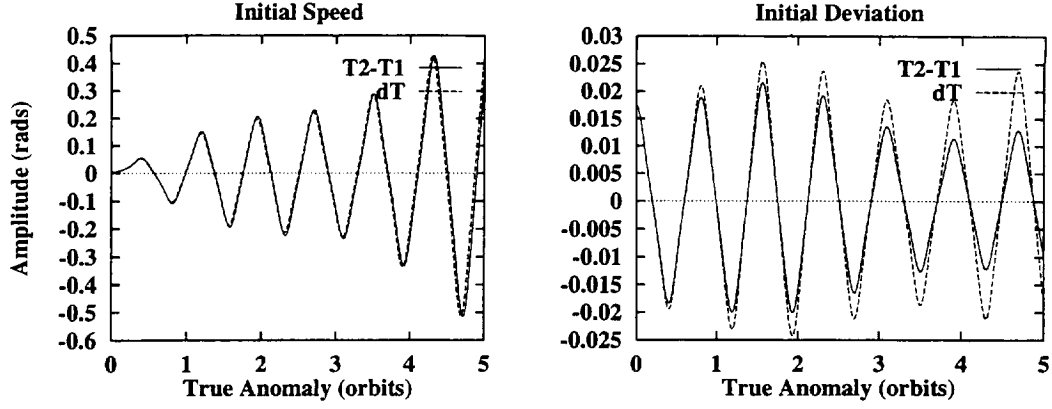 Initial Speed
0.5
0.4
0.3
0.2
0.1
0
-0.1
-0.2
-0.3
-0.4
-0.5
-0.6
Amplitude (rads)
T2-T1
dT
0 1 2 3 4 5
True Anomaly (orbits)
Initial Deviation
0.03
0.025
0.02
0.015
0.01
0.005
0
-0.005
-0.01
-0.015
-0.02
-0.025
T2-T1
dT
0 1 2 3 4 5
True Anomaly (orbits)